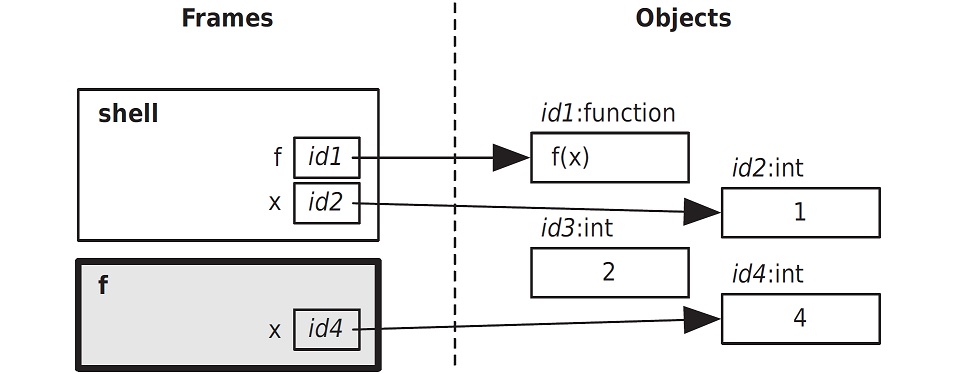 Frames
Objects
shell
f id1
x id2
id1:function
f(x)
id2:int
1
id3:int
2
f
x id4
id4:int
4